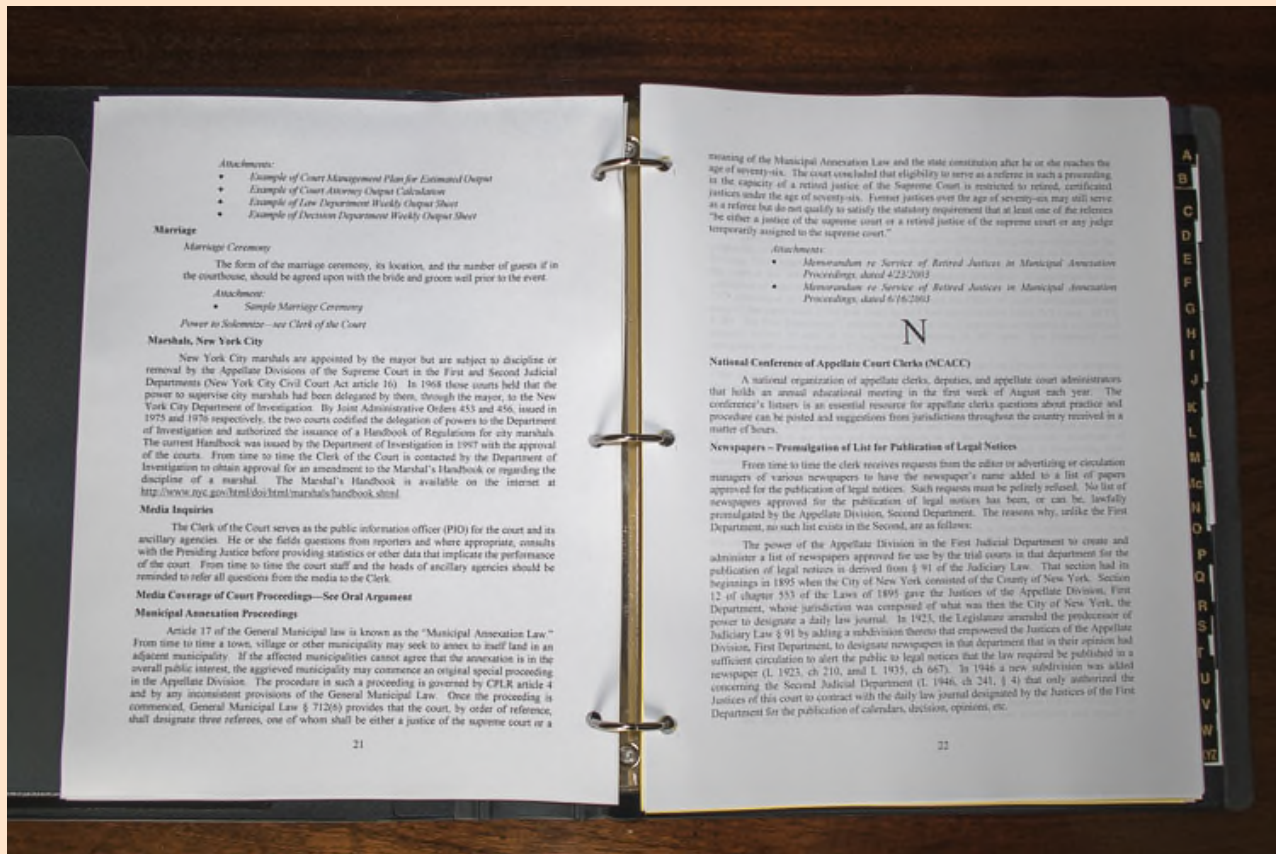 Attachments:
• Example of Court Management Plan for Estimated Output
• Example of Court Attorney Output Calculation
• Example of Law Department Weekly Output Sheet
• Example of Decision Department Weekly Output Sheet
Marriage
Marriage Ceremony
The form of the marriage ceremony, its location, and the number of guests if in
the courthouse, should be agreed upon with the bride and groom well prior to the event.
Attachment:
• Sample Marriage Ceremony
Power to Solemnize—see Clerk of the Court
Marshals, New York City
New York City marshals are appointed by the mayor but are subject to discipline or
removal by the Appellate Divisions of the Supreme Court in the First and Second Judicial
Departments (New York City Civil Court Act article 16). In 1968 those courts held that the
power to supervise city marshals had been delegated by them, through the mayor, to the New
York City Department of Investigation. By Joint Administrative Orders 453 and 456, issued in
1975 and 1976 respectively, the two courts codified the delegation of powers to the Department
of Investigation and authorized the issuance of a Handbook of Regulations for city marshals.
The current Handbook was issued by the Department of Investigation in 1997 with the approval
of the courts. From time to time the Clerk of the Court is contacted by the Department of
Investigation to obtain approval for an amendment to the Marshal's Handbook or regarding the
discipline of a marshal. The Marshal's Handbook is available on the internet at
http://www.nyc.gov/html/doi/html/marshals/handbook.shtml.
Media Inquiries
The Clerk of the Court serves as the public information officer (PIO) for the court and its
ancillary agencies. He or she fields questions from reporters and where appropriate, consults
with the Presiding Justice before providing statistics or other data that implicate the performance
of the court. From time to time the court staff and the heads of ancillary agencies should be
reminded to refer all questions from the media to the Clerk.
Media Coverage of Court Proceedings—See Oral Argument
Municipal Annexation Proceedings
Article 17 of the General Municipal law is known as the "Municipal Annexation Law."
From time to time a town, village or other municipality may seek to annex to itself land in an
adjacent municipality. If the affected municipalities cannot agree that the annexation is in the
overall public interest, the aggrieved municipality may commence an original special proceeding
in the Appellate Division. The procedure in such a proceeding is governed by CPLR article 4
and by any inconsistent provisions of the General Municipal Law. Once the proceeding is
commenced, General Municipal Law § 712(6) provides that the court, by order of reference,
shall designate three referees, one of whom shall be either a justice of the supreme court or a
21
meaning of the Municipal Annexation Law and the state constitution after he or she reaches the
age of seventy-six. The court concluded that eligibility to serve as a referee in such a proceeding
in the capacity of a retired justice of the Supreme Court is restricted to retired, certificated
justices under the age of seventy-six. Former justices over the age of seventy-six may still serve
as a referee but do not qualify to satisfy the statutory requirement that at least one of the referees
"be either a justice of the supreme court or a retired justice of the supreme court or any judge
temporarily assigned to the supreme court."
Attachments:
• Memorandum re Service of Retired Justices in Municipal Annexation
Proceedings, dated 4/23/2003
• Memorandum re Service of Retired Justices in Municipal Annexation
Proceedings, dated 6/16/2003
N
National Conference of Appellate Court Clerks (NCACC)
A national organization of appellate clerks, deputies, and appellate court administrators
that holds an annual educational meeting in the first week of August each year. The
conference's listserv is an essential resource for appellate clerks questions about practice and
procedure can be posted and suggestions from jurisdictions throughout the country received in a
matter of hours.
Newspapers – Promulgation of List for Publication of Legal Notices
From time to time the clerk receives requests from the editor or advertising or circulation
managers of various newspapers to have the newspaper's name added to a list of papers
approved for the publication of legal notices. Such requests must be politely refused. No list of
newspapers approved for the publication of legal notices has been, or can be, lawfully
promulgated by the Appellate Division, Second Department. The reasons why, unlike the First
Department, no such list exists in the Second, are as follows:
The power of the Appellate Division in the First Judicial Department to create and
administer a list of newspapers approved for use by the trial courts in that department for the
publication of legal notices is derived from § 91 of the Judiciary Law. That section had its
beginnings in 1895 when the City of New York consisted of the County of New York. Section
12 of chapter 553 of the Laws of 1895 gave the Justices of the Appellate Division, First
Department, whose jurisdiction was composed of what was then the City of New York, the
power to designate a daily law journal. In 1923, the Legislature amended the predecessor of
Judiciary Law § 91 by adding a subdivision thereto that empowered the Justices of the Appellate
Division, First Department, to designate newspapers in that department that in their opinion had
sufficient circulation to alert the public to legal notices that the law required be published in a
newspaper (L 1923, ch 210, and L 1935, ch 667). In 1946 a new subdivision was added
concerning the Second Judicial Department (L 1946, ch 241, § 4) that only authorized the
Justices of this court to contract with the daily law journal designated by the Justices of the First
Department for the publication of calendars, decision, opinions, etc.
22
A
B
C
D
E
F
G
H
I
J
K
L
M
Mc
N
O
P
Q
R
S
T
U
V
W
XYZ